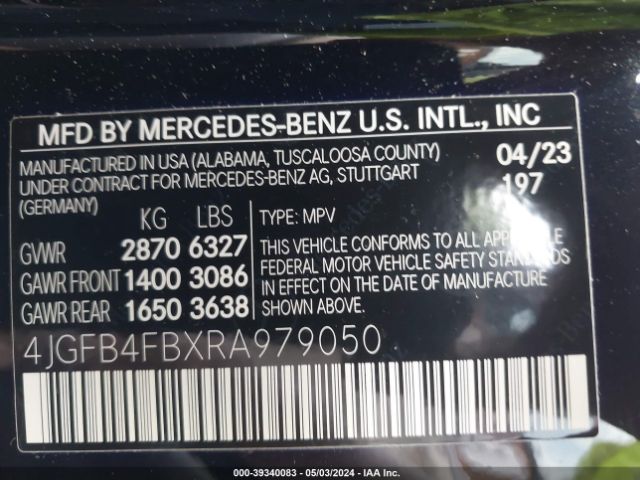 MFD BY MERCEDES-BENZ U.S. INTL., INC
MANUFACTURED IN USA (ALABAMA, TUSCALOOSA COUNTY) 04/23
UNDER CONTRACT FOR MERCEDES-BENZ AG, STUTTGART 197
(GERMANY)
KG LBS TYPE: MPV
GVWR 2870 6327
GAWR FRONT 1400 3086
GAWR REAR 1650 3638
THIS VEHICLE CONFORMS TO ALL APPLICABLE
FEDERAL MOTOR VEHICLE SAFETY STANDARDS
IN EFFECT ON THE DATE OF MANUFACTURE
SHOWN ABOVE.
4JGFB4FBXRA979050
000-39340083 - 05/03/2024 - IAA Inc.